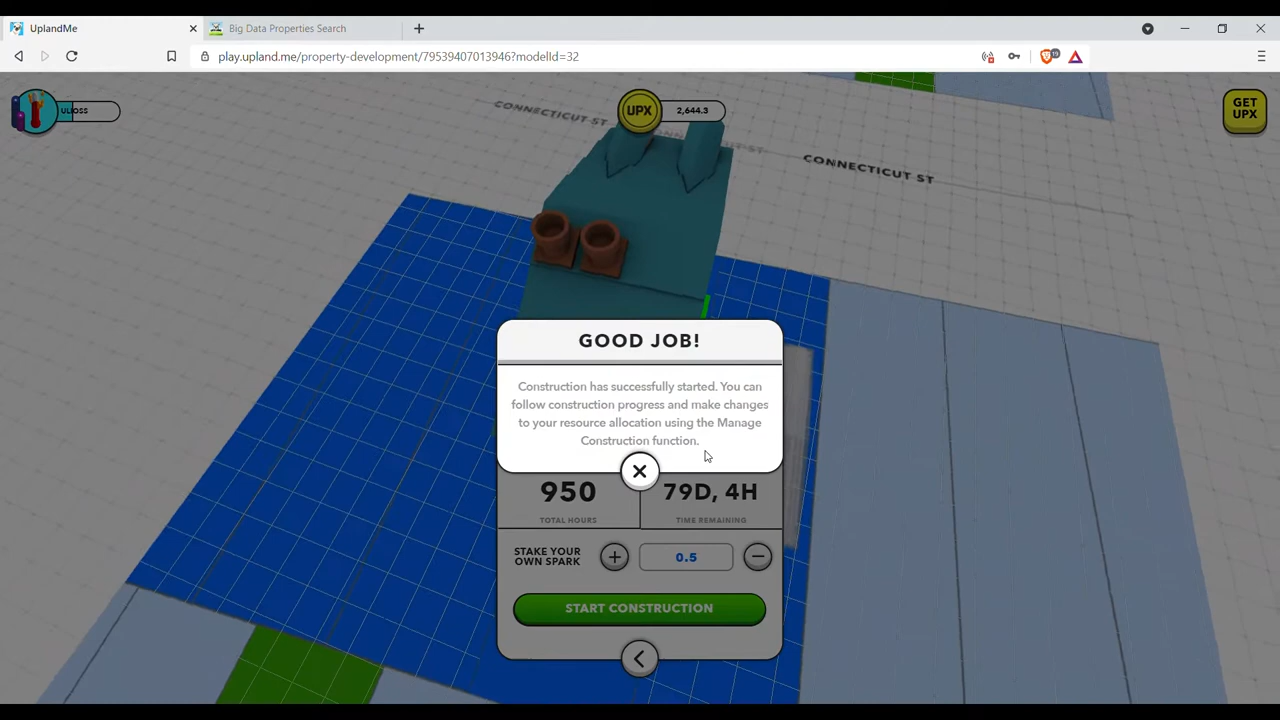 UplandMe
Big Data Properties Search
play.upland.me/property-development/79539407013946?modelId=32
19
ULIOSS
UPX
2,644.3
GET
UPX
CONNECTICUT ST
CONNECTICUT ST
GOOD JOB!
Construction has successfully started. You can
follow construction progress and make changes
to your resource allocation using the Manage
Construction function.
950
79D, 4H
TOTAL HOURS
TIME REMAINING
STAKE YOUR
OWN SPARK
0.5
START CONSTRUCTION